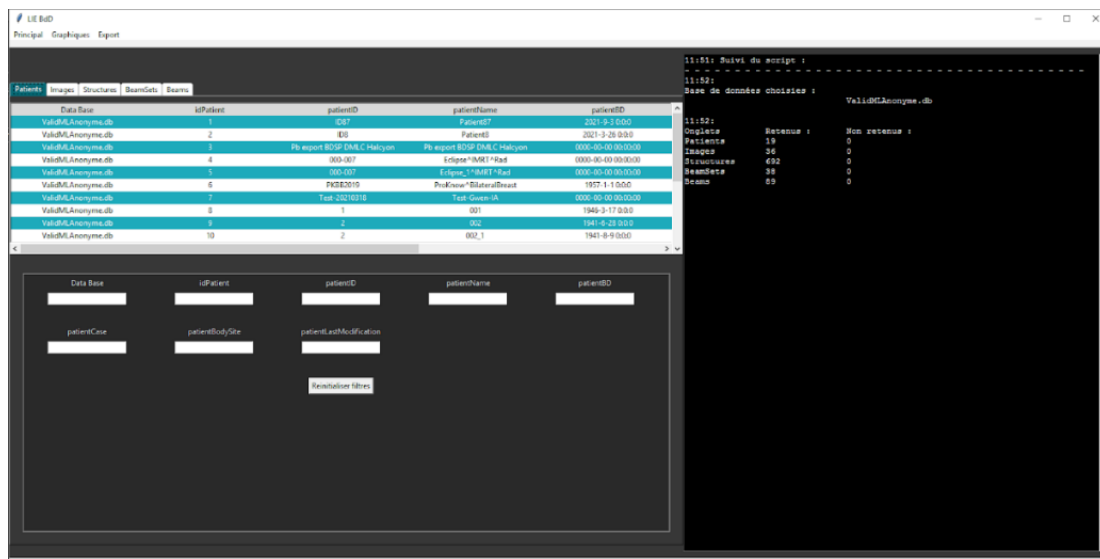 LIE BdD
Principal Graphiques Export
Patients Images Structures BeamSets Beams
Data Base idPatient patientID patientName patientBD
ValidMLAnonyme.db 1 ID87 Patient87 2021-9-3 0:0:0
ValidMLAnonyme.db 2 ID8 Patient8 2021-3-26 0:0:0
ValidMLAnonyme.db 3 Pb export BDSP DMLC Halcyon Pb export BDSP DMLC Halcyon 0000-00-00 00:00:00
ValidMLAnonyme.db 4 000-007 Eclipse^IMRT^Rad 0000-00-00 00:00:00
ValidMLAnonyme.db 5 000-007 Eclipse_1^IMRT^Rad 0000-00-00 00:00:00
ValidMLAnonyme.db 6 PKBB2019 ProKnow^BilateralBreast 1957-1-1 0:0:0
ValidMLAnonyme.db 7 Test-20210318 Test-Gwen-IA 0000-00-00 00:00:00
ValidMLAnonyme.db 8 1 001 1946-3-17 0:0:0
ValidMLAnonyme.db 9 2 002 1941-6-28 0:0:0
ValidMLAnonyme.db 10 2 002_1 1941-8-9 0:0:0
Data Base idPatient patientID patientName patientBD
patientCase patientBodySite patientLastModification
Reinitialiser filtres
11:51: Suivi du script :
11:52:
Base de données choisies :
ValidMLAnonyme.db
11:52:
Onglets Retenus : Non retenus :
Patients 19 0
Images 36 0
Structures 692 0
BeamSets 38 0
Beams 89 0